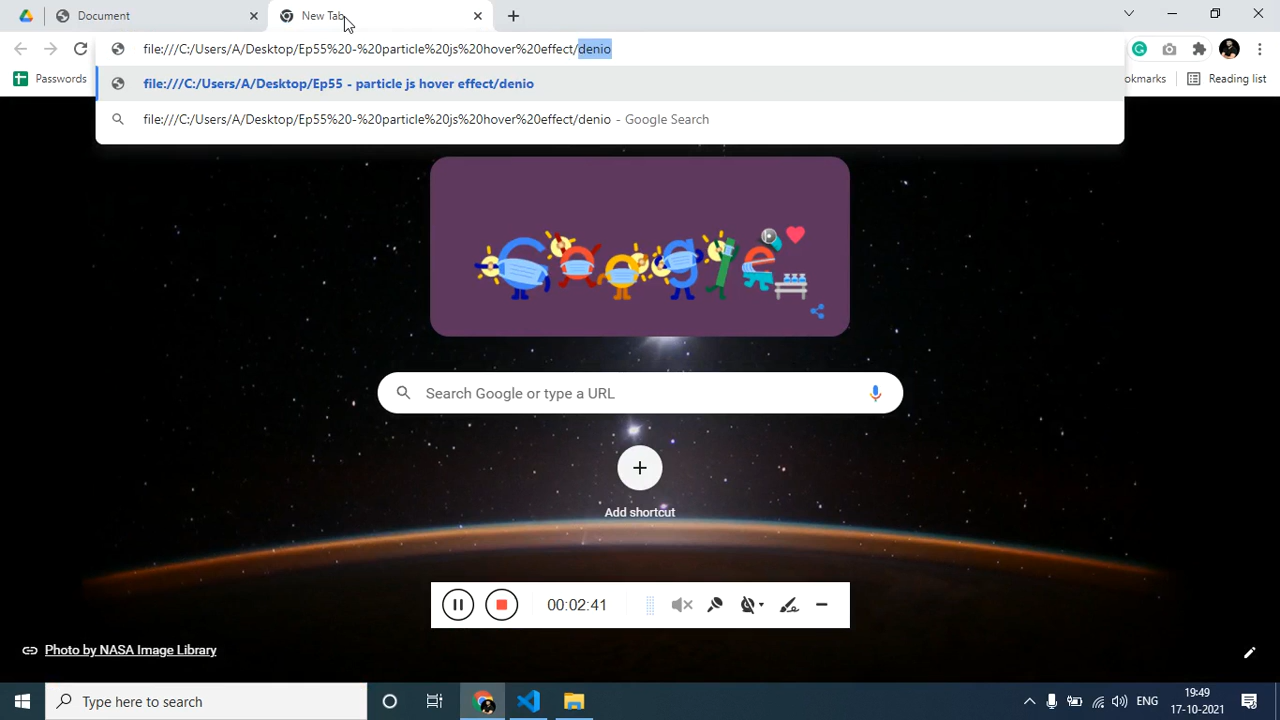 Document
New Tab
file:///C:/Users/A/Desktop/Ep55%20-%20particle%20js%20hover%20effect/denio
Passwords
okmarks
Reading list
file:///C:/Users/A/Desktop/Ep55 - particle js hover effect/denio
file:///C:/Users/A/Desktop/Ep55%20-%20particle%20js%20hover%20effect/denio - Google Search
Google
Search Google or type a URL
Add shortcut
00:02:41
Photo by NASA Image Library
Type here to search
ENG
19:49
17-10-2021